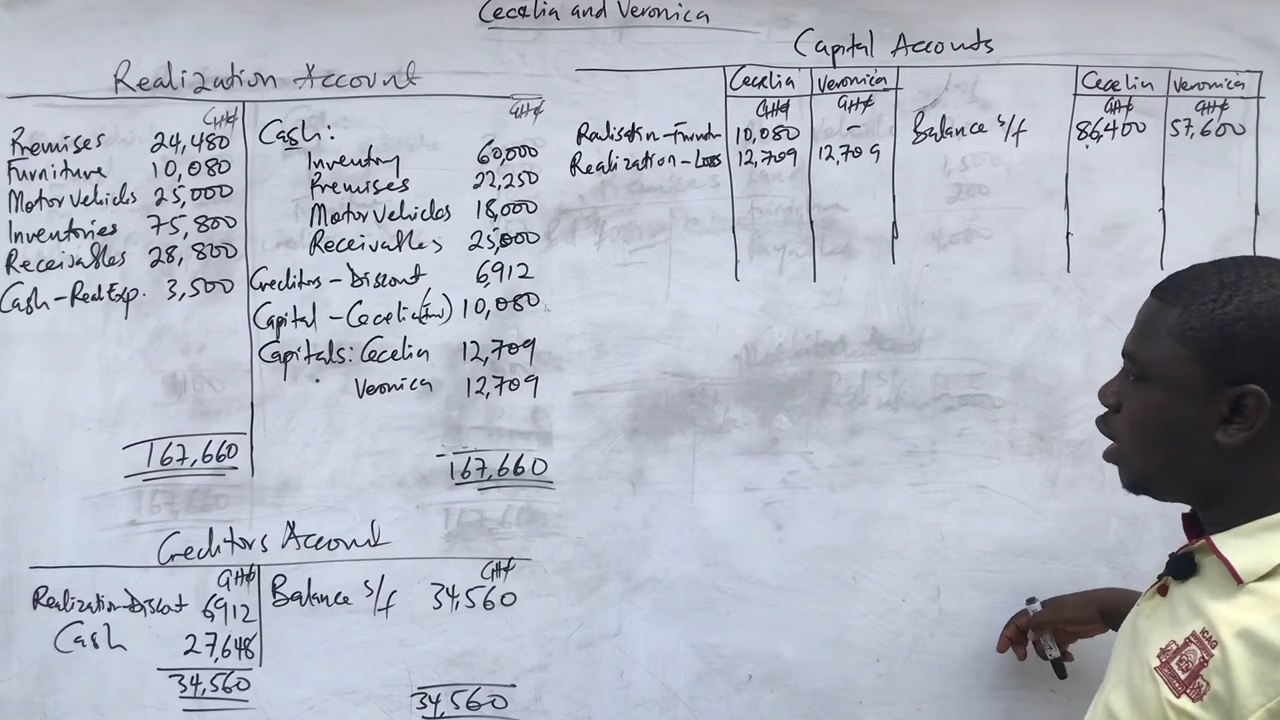 Cecelia and Veronica
Realization Account
GH¢ GH¢
Premises 24,480 Cash:
Furniture 10,080 Inventry 60,000
Motor Vehicles 25,000 Premises 22,250
Inventories 75,800 Motor Vehicles 18,000
Receivables 28,800 Receivables 25,000
Cash - Real Exp. 3,500 Creditors - Discount 6,912
Capital - Cecelia (fur) 10,080
Capitals: Cecelia 12,709
Veronica 12,709
167,660 167,660
Creditors Account
GH¢ GH¢
Realization-Discount 6912 Balance b/f 34,560
Cash 27,648
34,560 34,560
Capital Accounts
Cecelia Veronica Cecelia Veronica
GH¢ GH¢ GH¢ GH¢
Realisation - Furnitr 10,080 - Balance b/f 86,400 57,600
Realization - Loss 12,709 12,709
ICAG